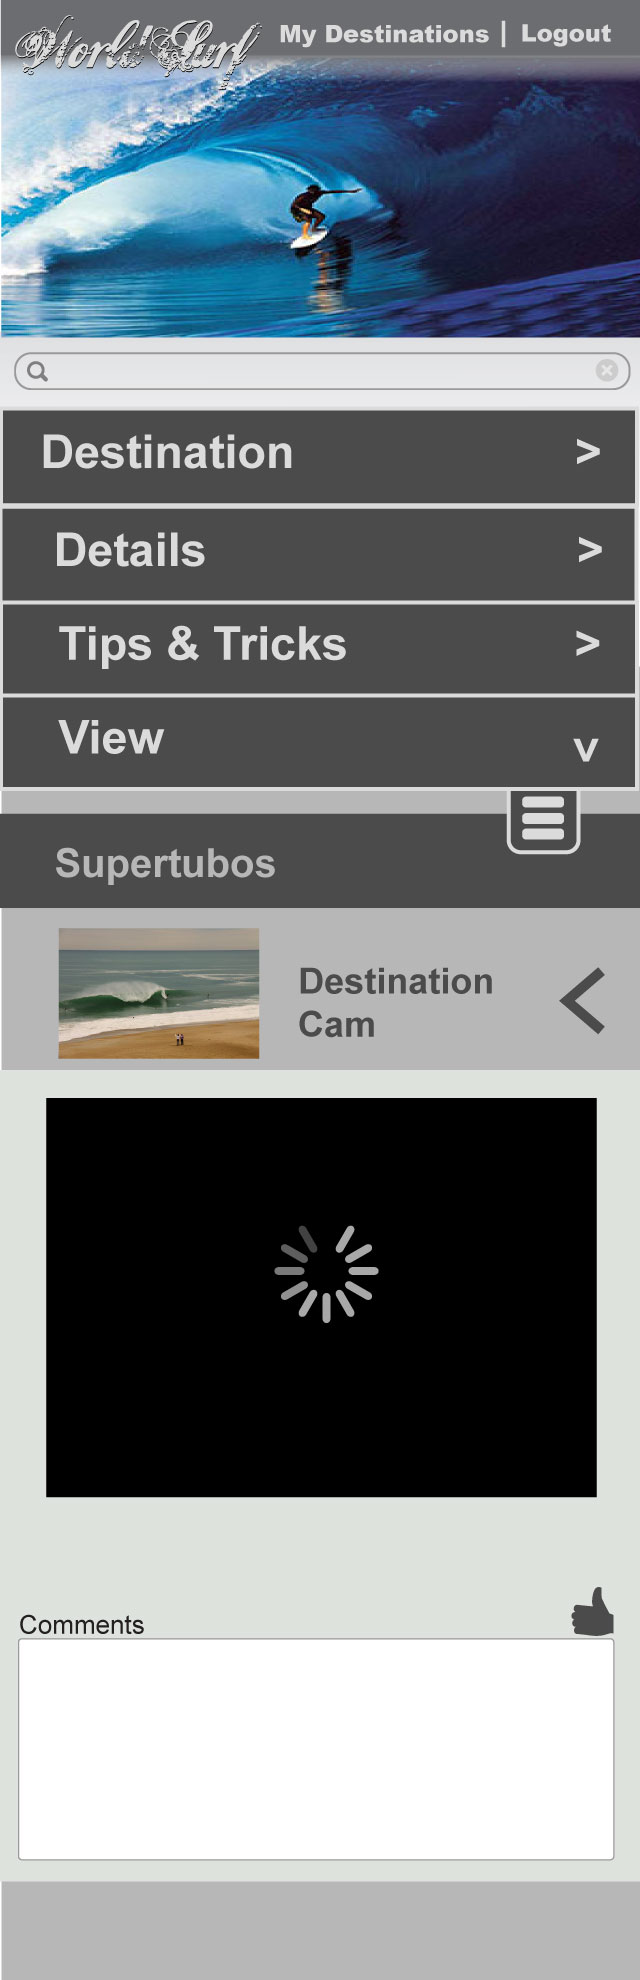 World Surf
My Destinations | Logout
Destination >
Details >
Tips & Tricks >
View v
Supertubos
Destination
Cam
Comments